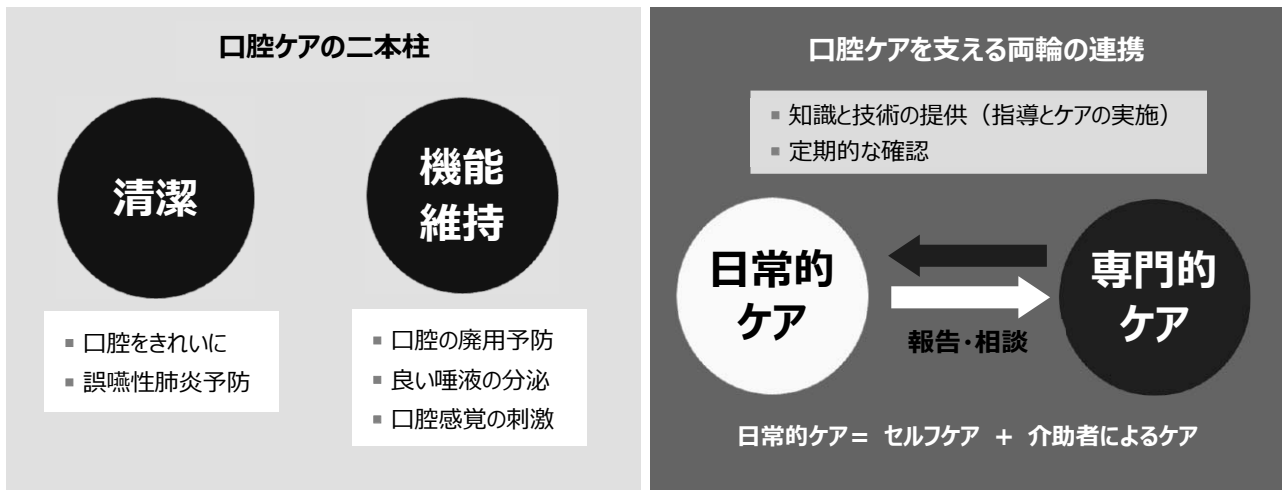 口腔ケアの二本柱
清潔
▪ 口腔をきれいに
▪ 誤嚥性肺炎予防
機能
維持
▪ 口腔の廃用予防
▪ 良い唾液の分泌
▪ 口腔感覚の刺激
口腔ケアを支える両輪の連携
▪ 知識と技術の提供（指導とケアの実施）
▪ 定期的な確認
日常的
ケア
専門的
ケア
報告・相談
日常的ケア＝ セルフケア ＋ 介助者によるケア